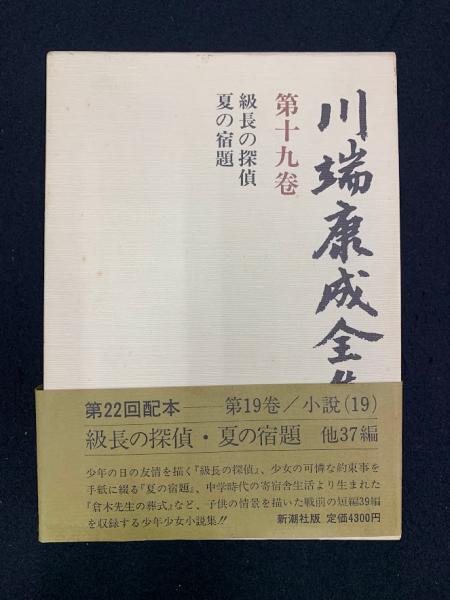 川端康成全
第十九卷
級長の探偵
夏の宿題
第22回配本——第19巻／小説(19)
級長の探偵・夏の宿題 他37編
少年の日の友情を描く『級長の探偵』、少女の可憐な約束事を
手紙に綴る『夏の宿題』、中学時代の寄宿舎生活より生まれた
『倉木先生の葬式』など、子供の情景を描いた戦前の短編39編
を収録する少年少女小説集!!
新潮社版 定価4300円